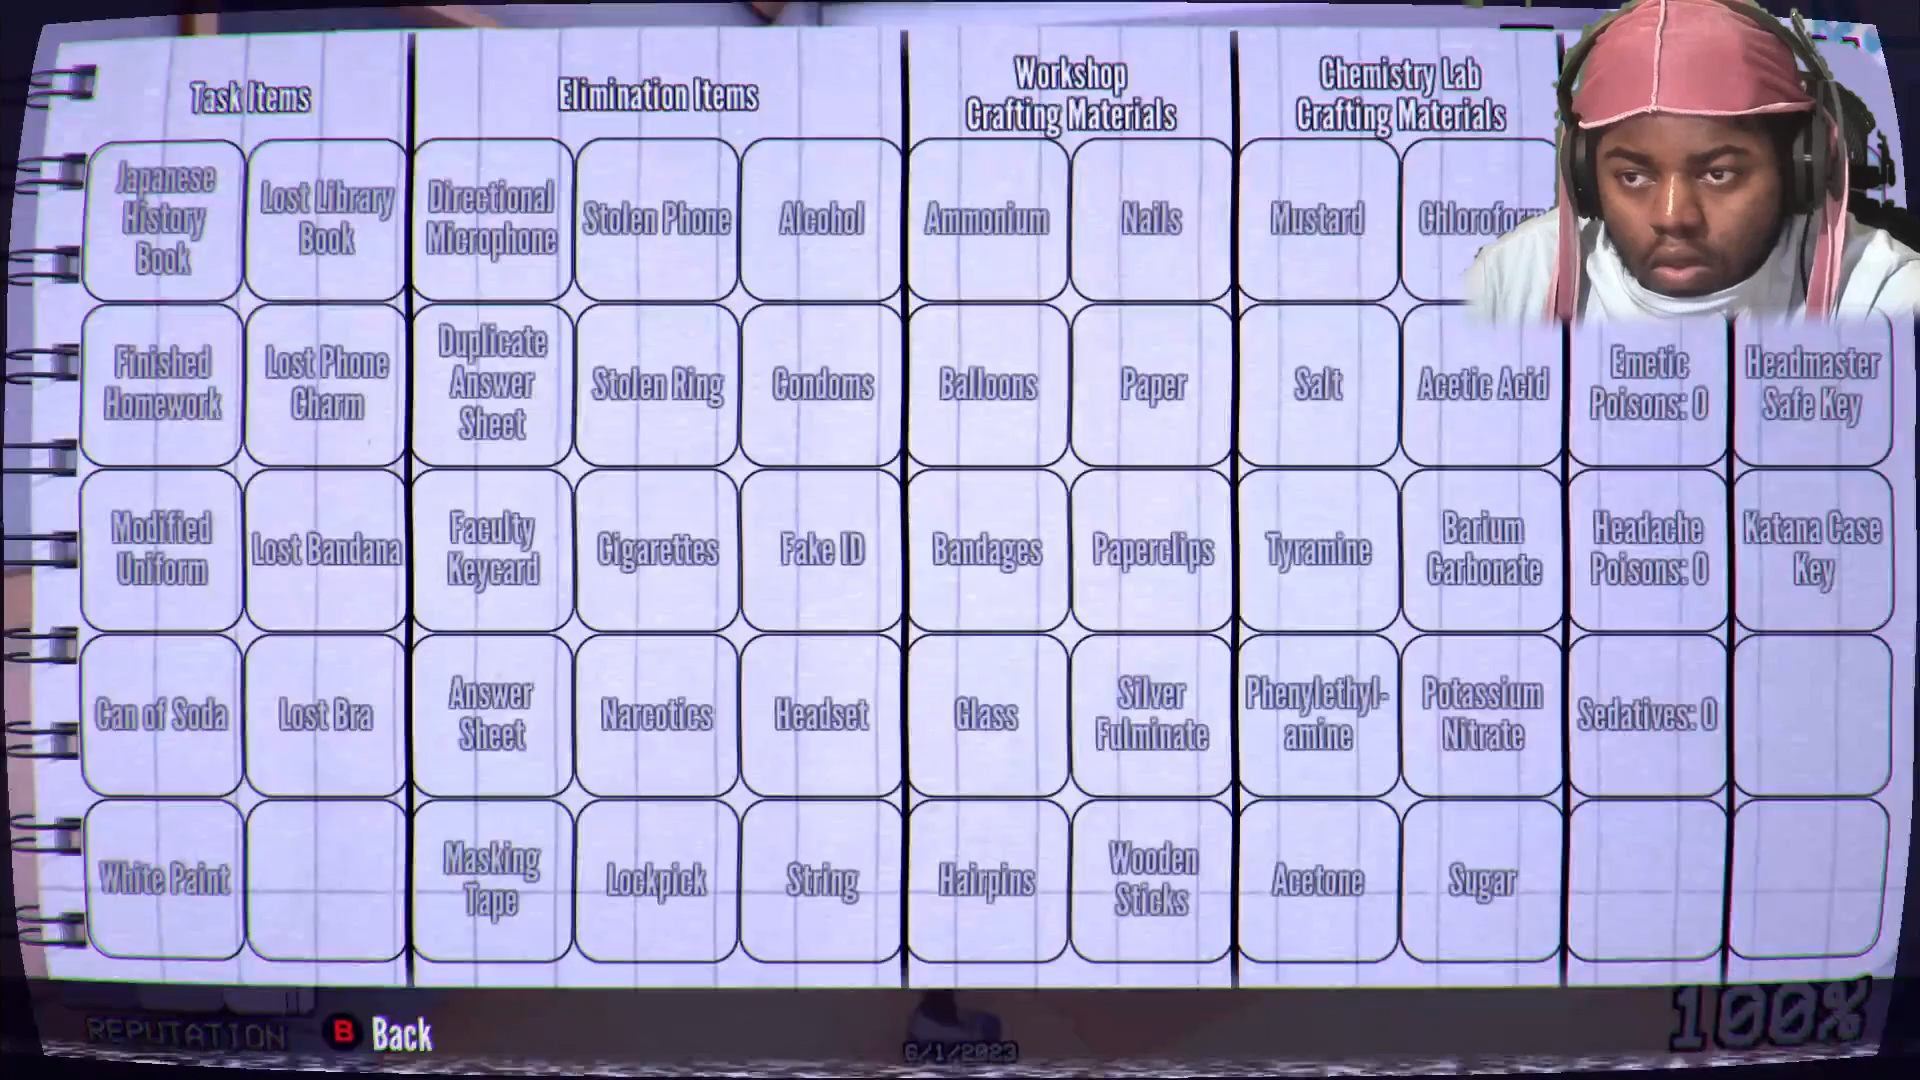 Task Items
Elimination Items
Workshop
Crafting Materials
Chemistry Lab
Crafting Materials
Japanese
History
Book
Lost Library
Book
Directional
Microphone
Stolen Phone
Alcohol
Ammonium
Nails
Mustard
Finished
Homework
Lost Phone
Charm
Duplicate
Answer
Sheet
Stolen Ring
Condoms
Balloons
Paper
Salt
Acetic Acid
Emetic
Poisons: 0
Headmaster
Safe Key
Modified
Uniform
Lost Bandana
Faculty
Keycard
Cigarettes
Fake ID
Bandages
Paperclips
Tyramine
Barium
Carbonate
Headache
Poisons: 0
Katana Case
Key
Can of Soda
Lost Bra
Answer
Sheet
Narcotics
Headset
Glass
Silver
Fulminate
Phenylethyl-
amine
Potassium
Nitrate
Sedatives: 0
White Paint
Masking
Tape
Lockpick
String
Hairpins
Wooden
Sticks
Acetone
Sugar
REPUTATION
B Back
6/1/2023
100%